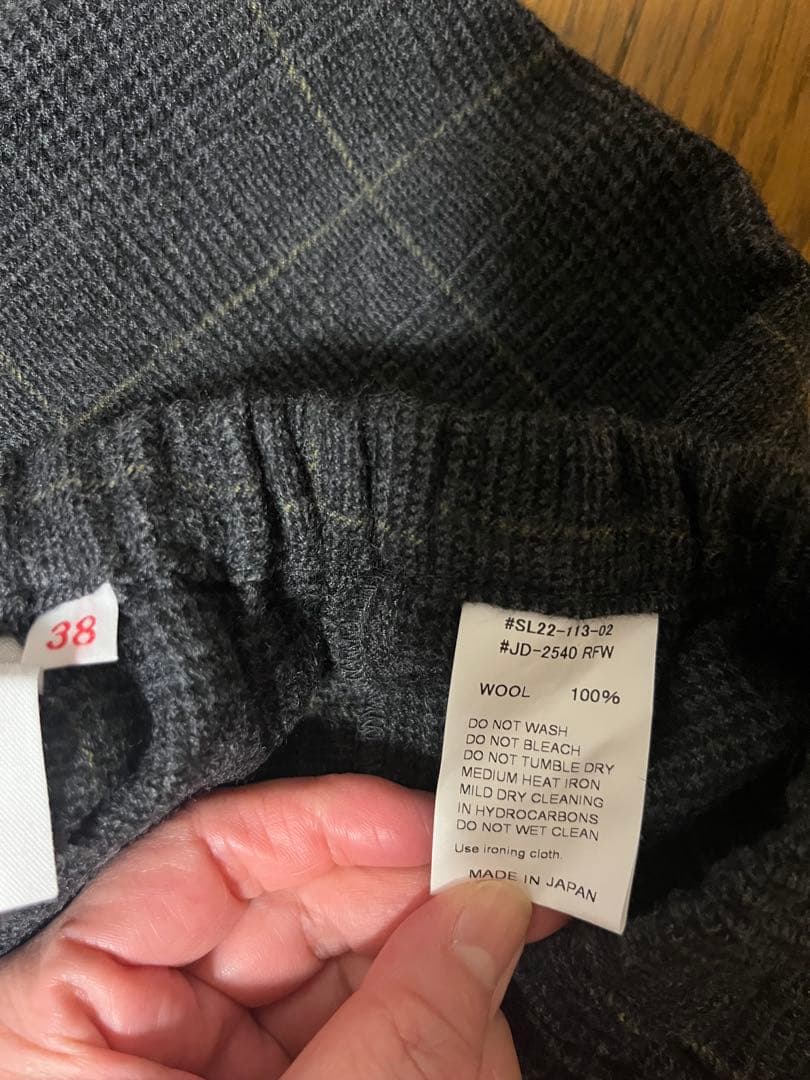 38
#SL22-113-02
#JD-2540 RFW
WOOL 100%
DO NOT WASH
DO NOT BLEACH
DO NOT TUMBLE DRY
MEDIUM HEAT IRON
MILD DRY CLEANING
IN HYDROCARBONS
DO NOT WET CLEAN
Use ironing cloth.
MADE IN JAPAN